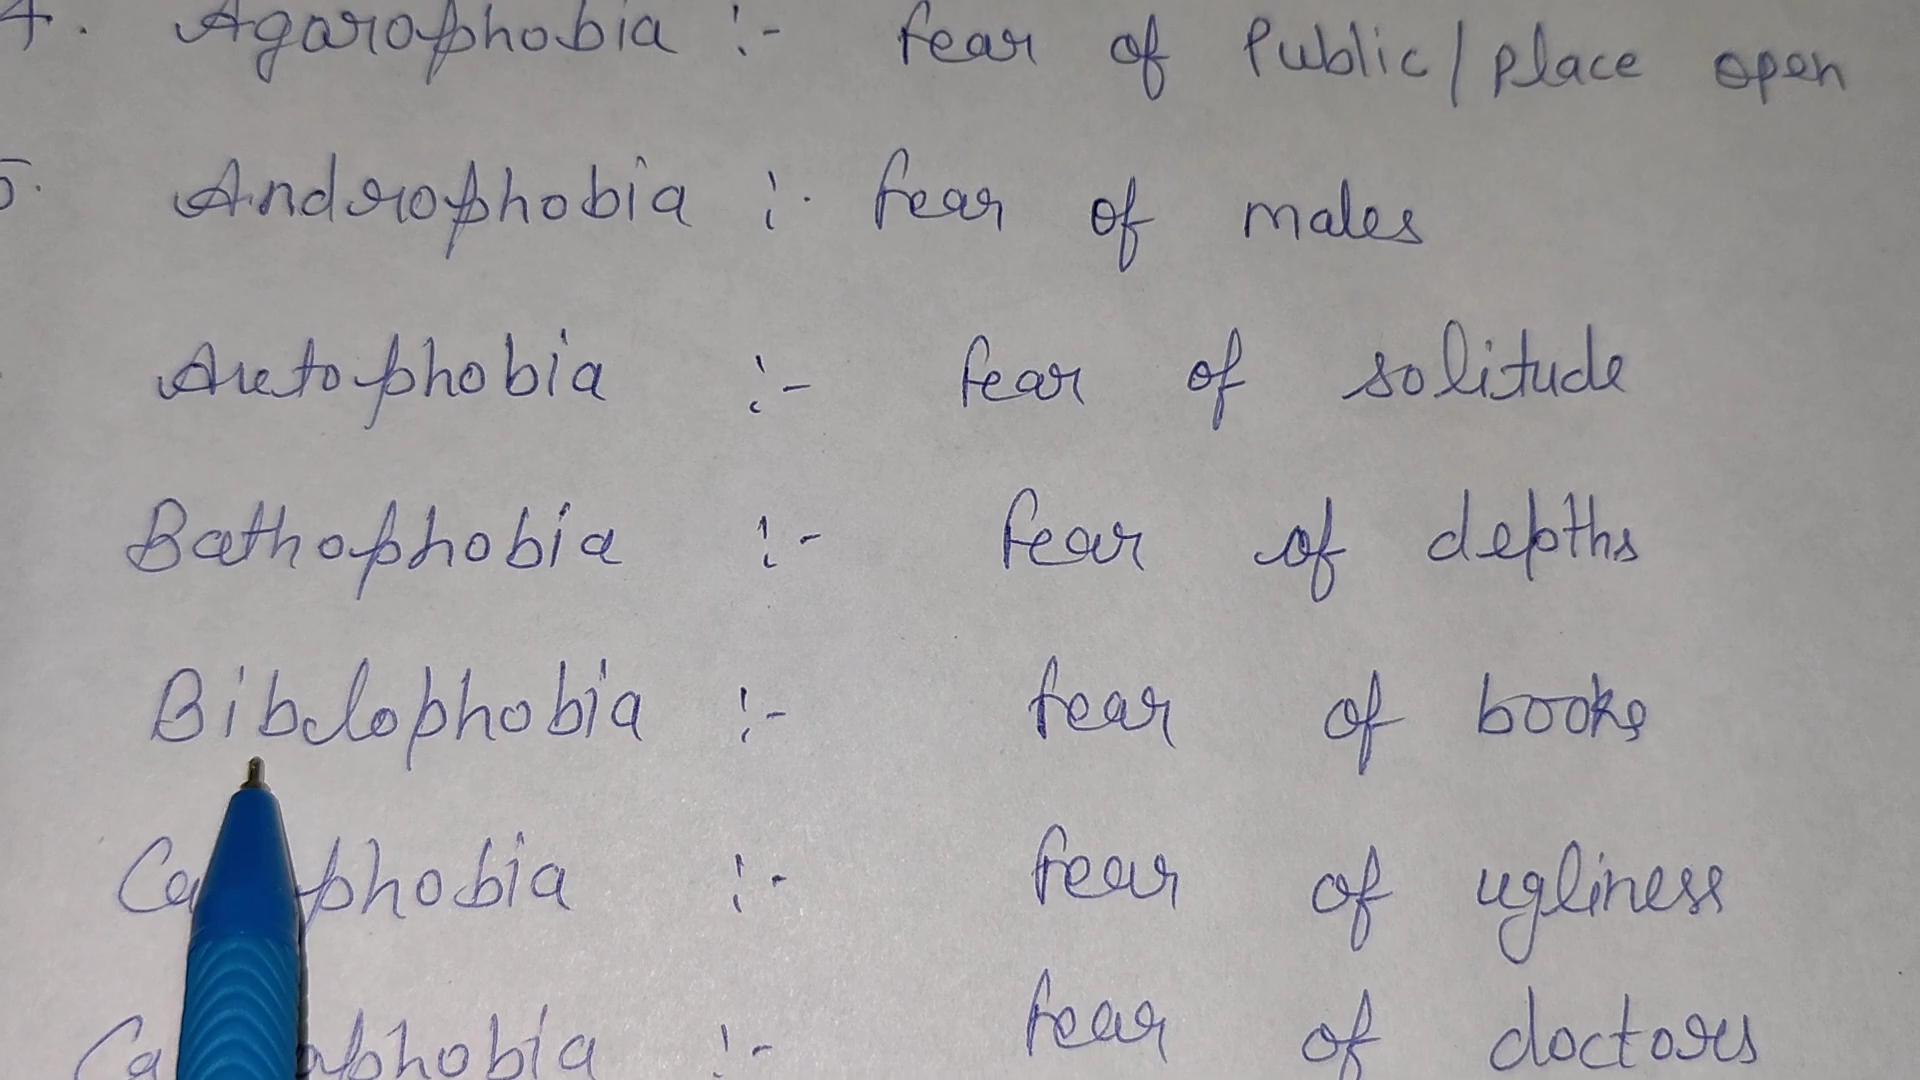 4. Agarophobia :- fear of Public/place open
5. Androphobia :- fear of males
Autophobia :- fear of solitude
Bathophobia :- fear of depths
Bibclophobia :- fear of books
phobia :- fear of ugliness
phobia :- fear of doctors